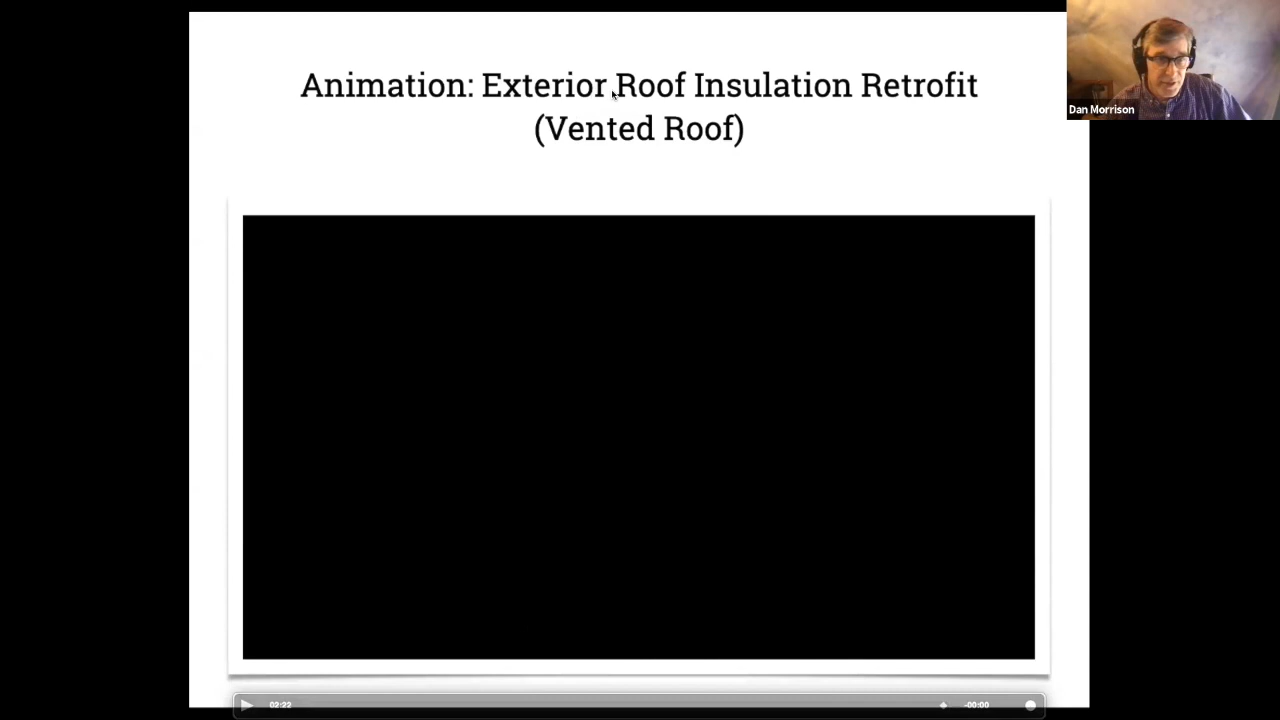 Animation: Exterior Roof Insulation Retrofit
(Vented Roof)
Dan Morrison
02:22
-00:00